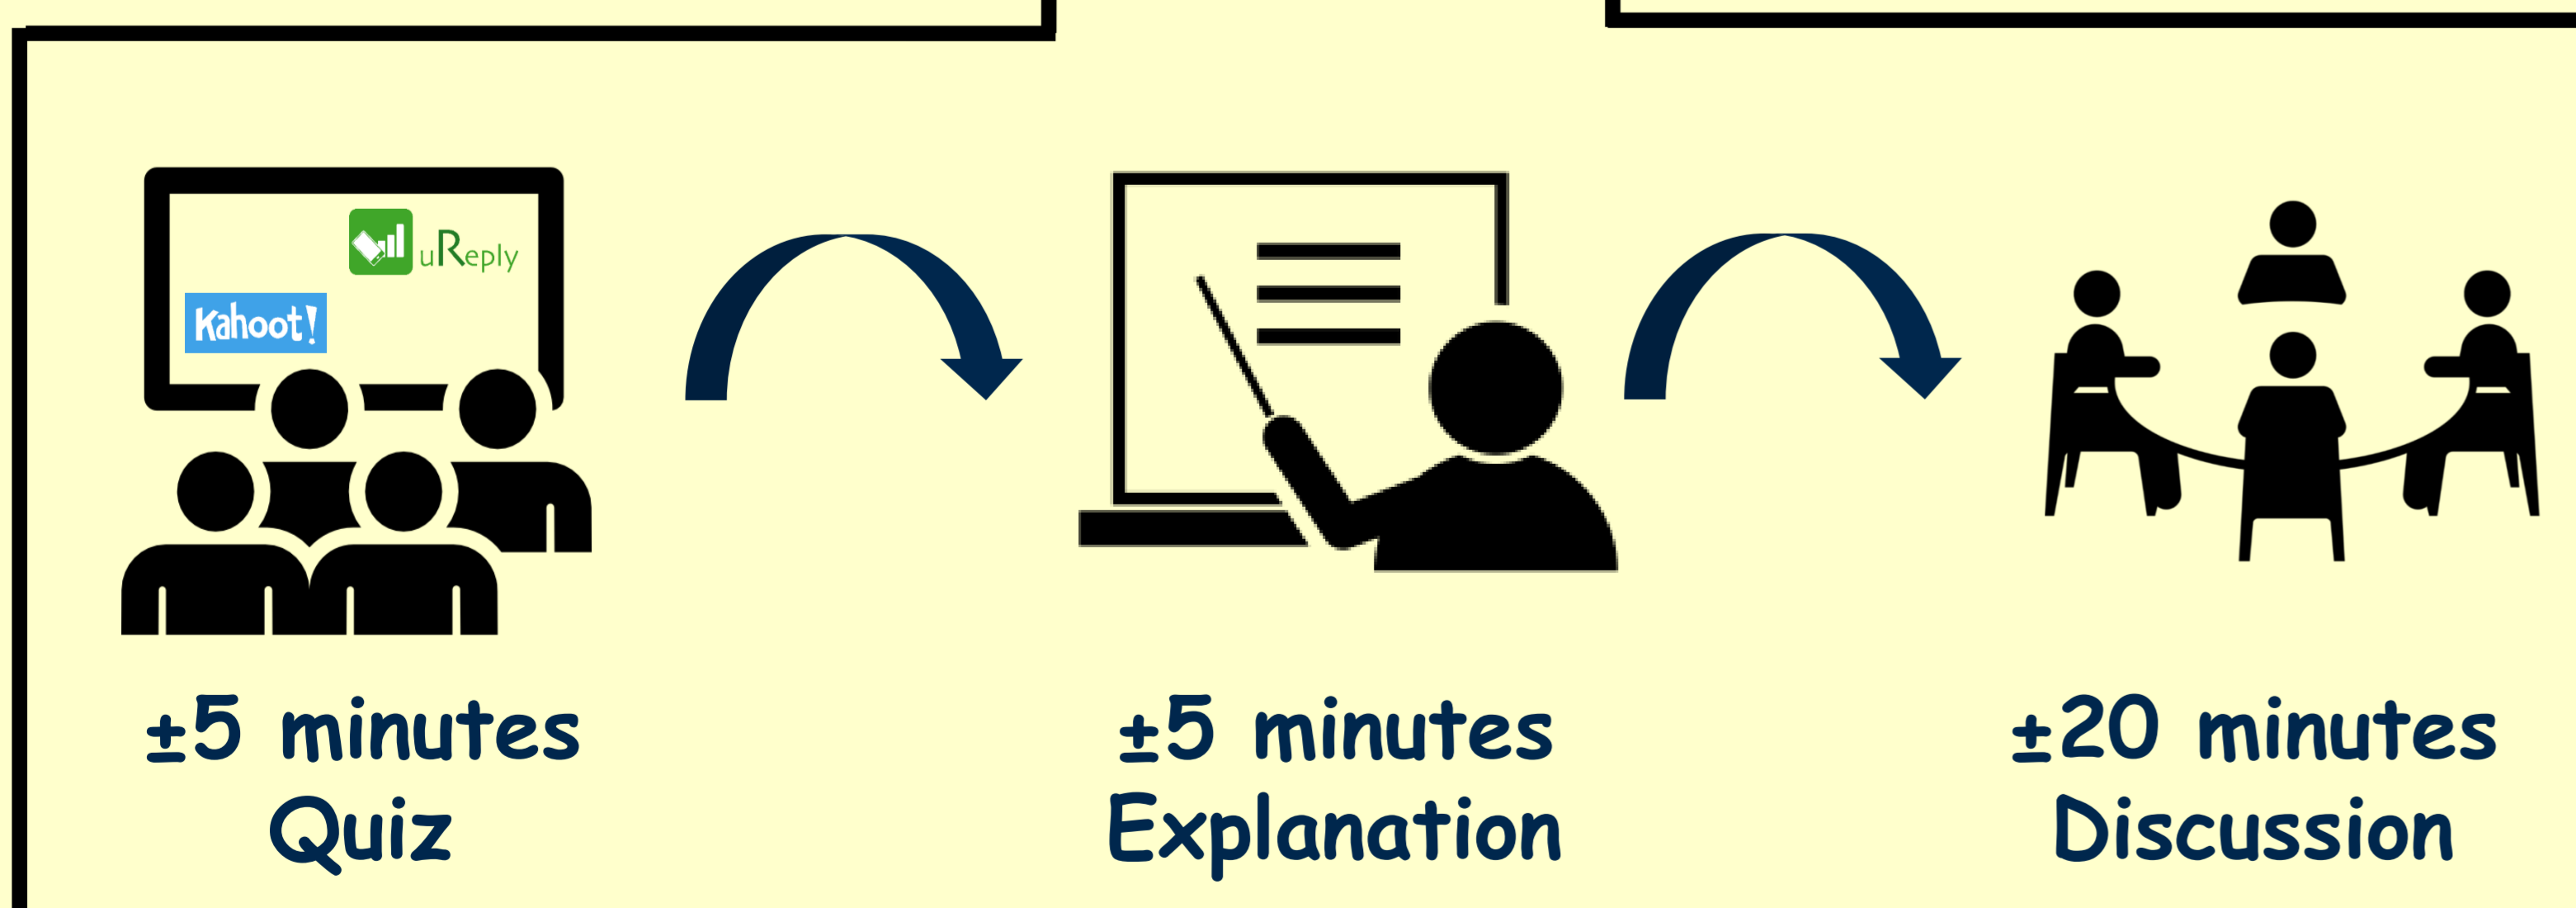 uReply
Kahoot!
±5 minutes
Quiz
±5 minutes
Explanation
±20 minutes
Discussion